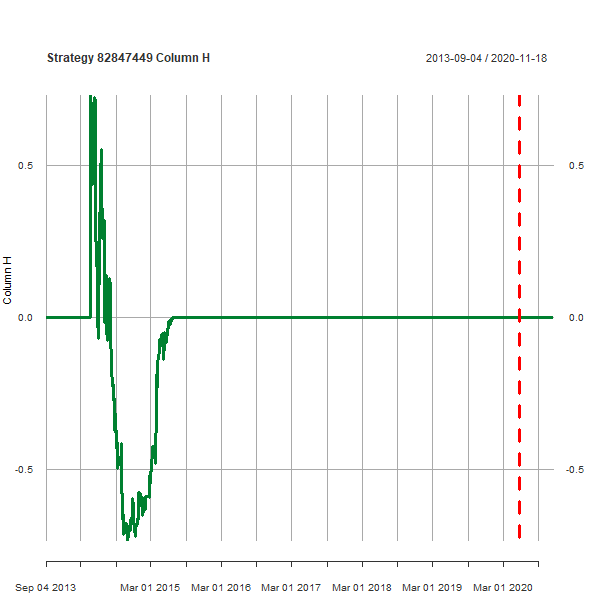 Strategy 82847449 Column H
2013-09-04 / 2020-11-18
0.5
0.5
Column H
0.0
0.0
-0.5
-0.5
Sep 04 2013
Mar 01 2015
Mar 01 2016
Mar 01 2017
Mar 01 2018
Mar 01 2019
Mar 01 2020